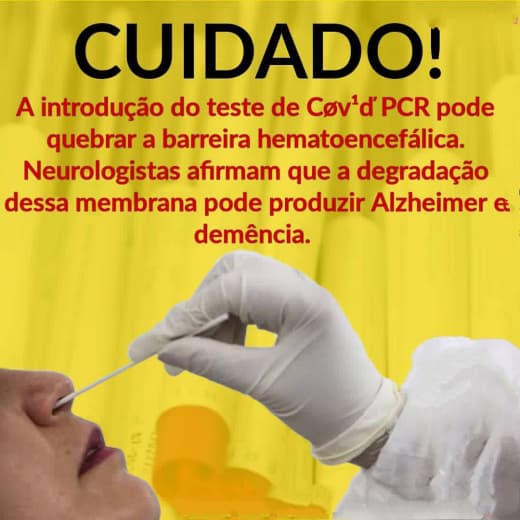 CUIDADO!
A introdução do teste de Cøv¹ď PCR pode
quebrar a barreira hematoencefálica.
Neurologistas afirmam que a degradação
dessa membrana pode produzir Alzheimer e
demência.